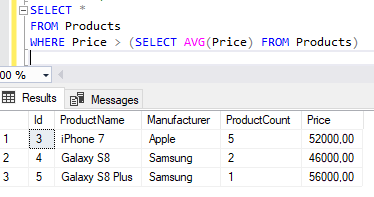 SELECT *
FROM Products
WHERE Price > (SELECT AVG(Price) FROM Products)
00 %
Results Messages
Id ProductName Manufacturer ProductCount Price
1 3 iPhone 7 Apple 5 52000,00
2 4 Galaxy S8 Samsung 2 46000,00
3 5 Galaxy S8 Plus Samsung 1 56000,00